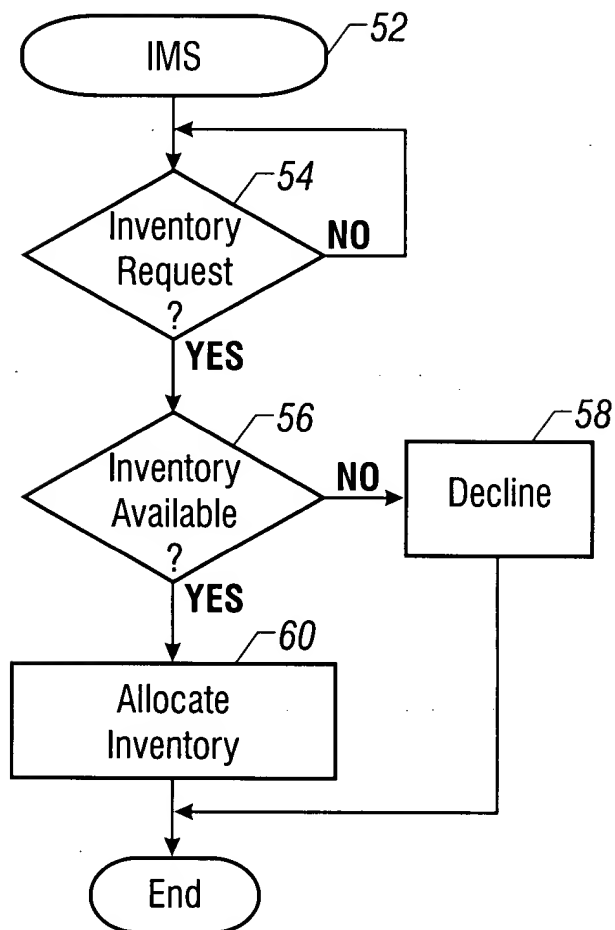 52
IMS
54
Inventory
Request
?
NO
YES
56
Inventory
Available
?
NO
58
Decline
YES
60
Allocate
Inventory
End